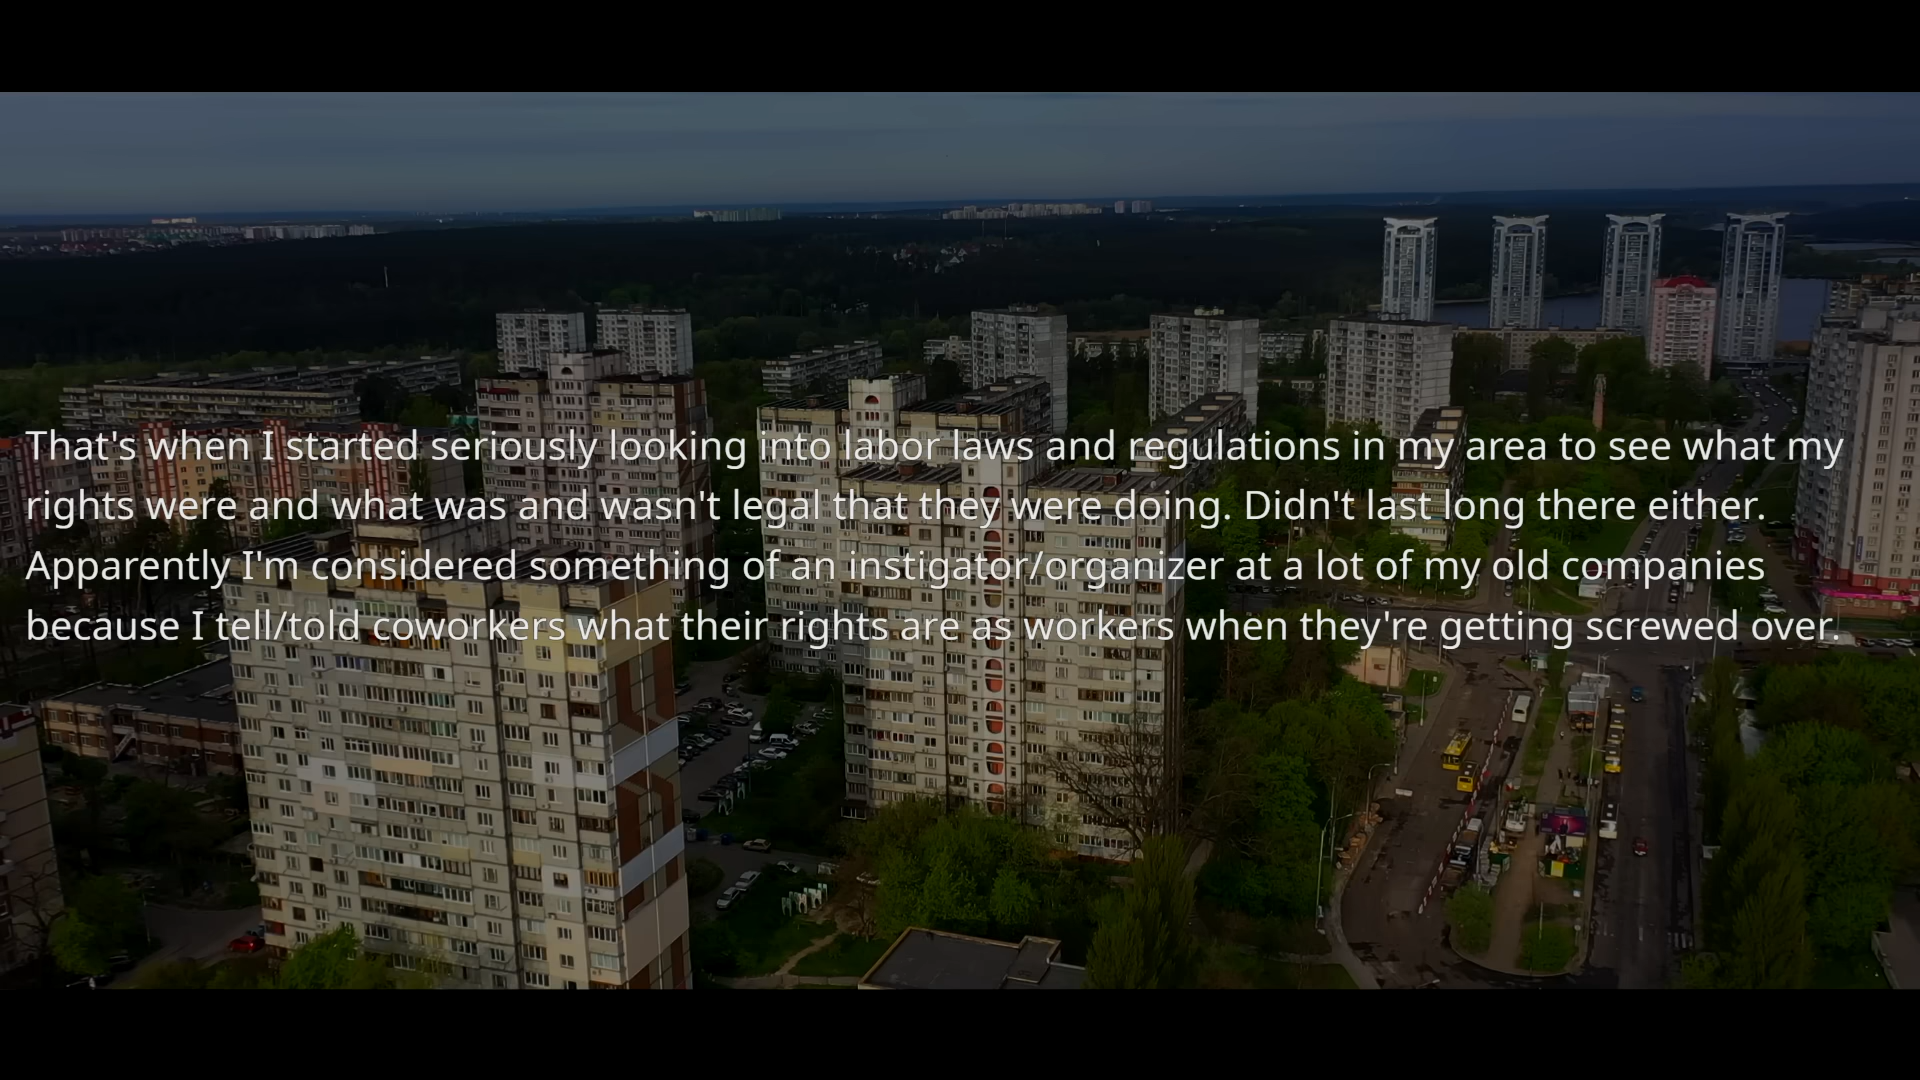 That's when I started seriously looking into labor laws and regulations in my area to see what my
rights were and what was and wasn't legal that they were doing. Didn't last long there either.
Apparently I'm considered something of an instigator/organizer at a lot of my old companies
because I tell/told coworkers what their rights are as workers when they're getting screwed over.